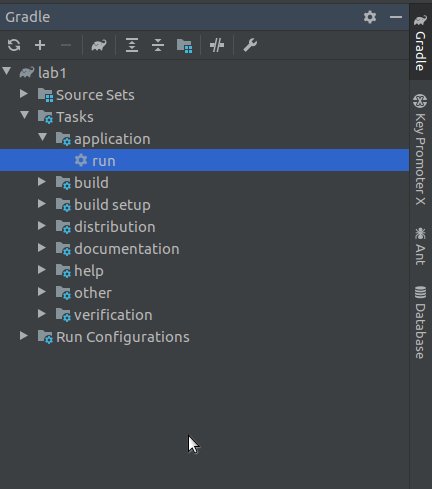 Gradle
lab1
Source Sets
Tasks
application
run
build
build setup
distribution
documentation
help
other
verification
Run Configurations
Gradle
Key Promoter X
Ant
Database